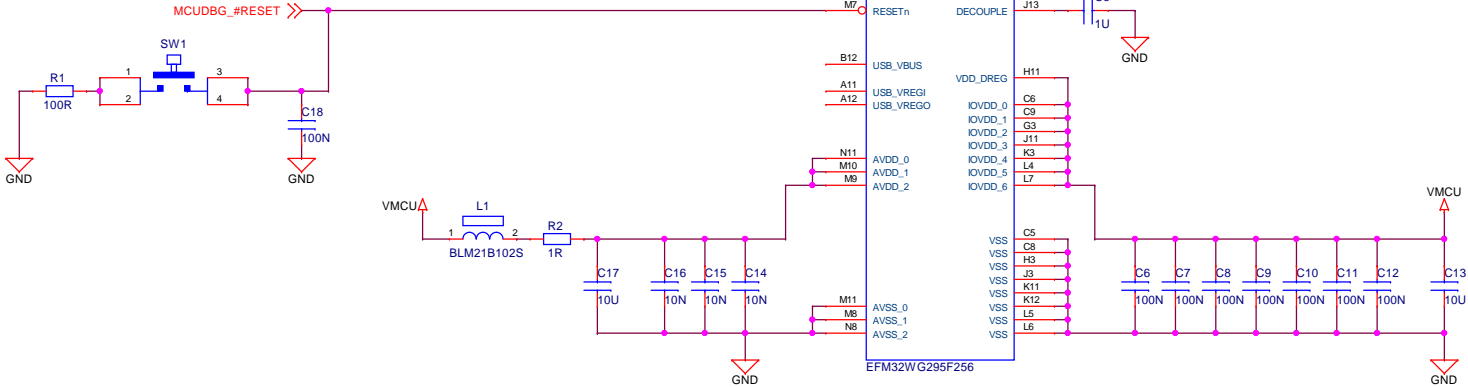 MCUDBG_#RESET
M7
RESETn
DECOUPLE
J13
1U
GND
SW1
R1
100R
1
2
3
4
C18
100N
GND
GND
B12
USB_VBUS
A11
USB_VREGI
A12
USB_VREGO
VDD_DREG
H11
IOVDD_0
C6
IOVDD_1
C9
IOVDD_2
G3
IOVDD_3
J11
IOVDD_4
K3
IOVDD_5
L4
IOVDD_6
L7
N11
AVDD_0
M10
AVDD_1
M9
AVDD_2
VMCU
L1
1
2
BLM21B102S
R2
1R
C17
10U
C16
10N
C15
10N
C14
10N
M11
AVSS_0
M8
AVSS_1
N8
AVSS_2
GND
VSS
C5
VSS
C8
VSS
H3
VSS
J3
VSS
K11
VSS
K12
VSS
L5
VSS
L6
EFM32WG295F256
VMCU
C6
100N
C7
100N
C8
100N
C9
100N
C10
100N
C11
100N
C12
100N
C13
10U
GND